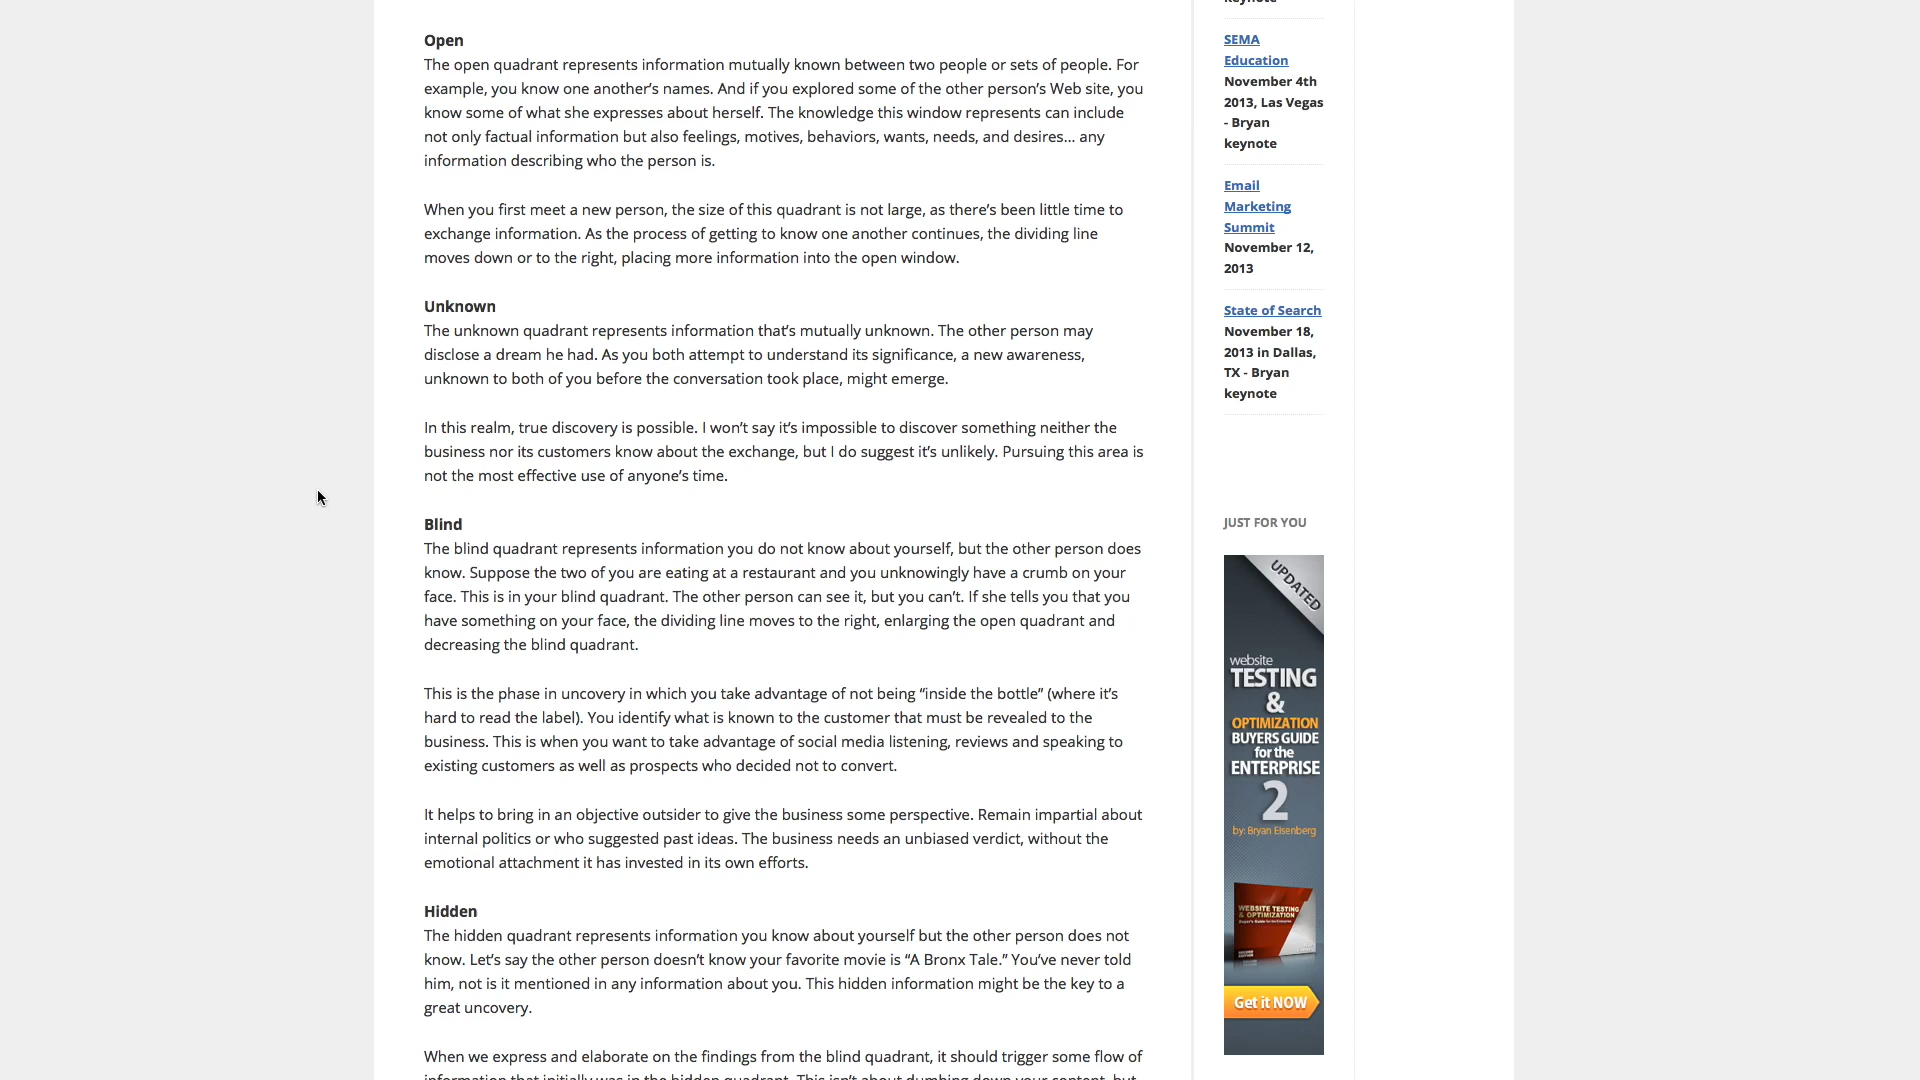 Open
The open quadrant represents information mutually known between two people or sets of people. For
example, you know one another’s names. And if you explored some of the other person’s Web site, you
know some of what she expresses about herself. The knowledge this window represents can include
not only factual information but also feelings, motives, behaviors, wants, needs, and desires… any
information describing who the person is.
When you first meet a new person, the size of this quadrant is not large, as there’s been little time to
exchange information. As the process of getting to know one another continues, the dividing line
moves down or to the right, placing more information into the open window.
Unknown
The unknown quadrant represents information that’s mutually unknown. The other person may
disclose a dream he had. As you both attempt to understand its significance, a new awareness,
unknown to both of you before the conversation took place, might emerge.
In this realm, true discovery is possible. I won’t say it’s impossible to discover something neither the
business nor its customers know about the exchange, but I do suggest it’s unlikely. Pursuing this area is
not the most effective use of anyone’s time.
Blind
The blind quadrant represents information you do not know about yourself, but the other person does
know. Suppose the two of you are eating at a restaurant and you unknowingly have a crumb on your
face. This is in your blind quadrant. The other person can see it, but you can’t. If she tells you that you
have something on your face, the dividing line moves to the right, enlarging the open quadrant and
decreasing the blind quadrant.
This is the phase in uncovery in which you take advantage of not being “inside the bottle” (where it’s
hard to read the label). You identify what is known to the customer that must be revealed to the
business. This is when you want to take advantage of social media listening, reviews and speaking to
existing customers as well as prospects who decided not to convert.
It helps to bring in an objective outsider to give the business some perspective. Remain impartial about
internal politics or who suggested past ideas. The business needs an unbiased verdict, without the
emotional attachment it has invested in its own efforts.
Hidden
The hidden quadrant represents information you know about yourself but the other person does not
know. Let’s say the other person doesn’t know your favorite movie is “A Bronx Tale.” You’ve never told
him, not is it mentioned in any information about you. This hidden information might be the key to a
great uncovery.
When we express and elaborate on the findings from the blind quadrant, it should trigger some flow of
information that initially was in the hidden quadrant. This isn’t about dumbing down your content, but
keynote
SEMA
Education
November 4th
2013, Las Vegas
- Bryan
keynote
Email
Marketing
Summit
November 12,
2013
State of Search
November 18,
2013 in Dallas,
TX - Bryan
keynote
JUST FOR YOU
UPDATED
website
TESTING
&
OPTIMIZATION
BUYERS GUIDE
for the
ENTERPRISE
2
by: Bryan Eisenberg
WEBSITE TESTING
& OPTIMIZATION
Get it NOW